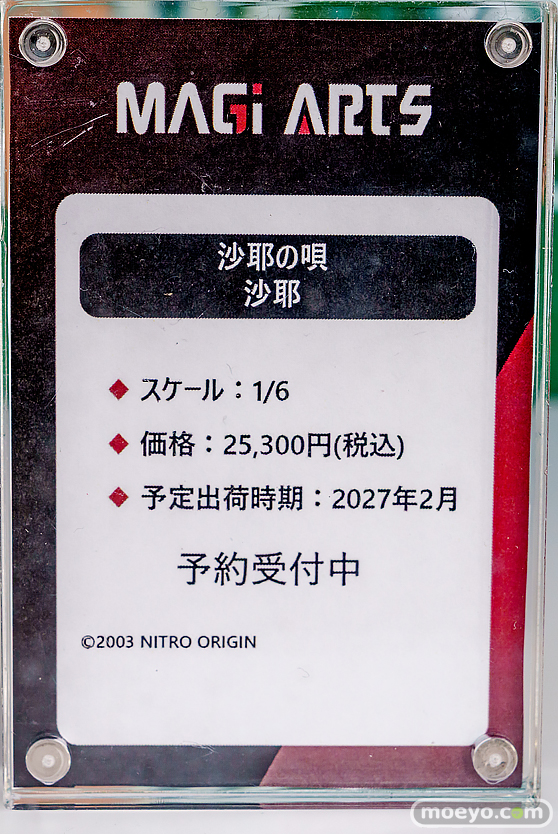 MAGi ARTS
沙耶の唄
沙耶
◆ スケール：1/6
◆ 価格：25,300円(税込)
◆ 予定出荷時期：2027年2月
予約受付中
©2003 NITRO ORIGIN
moeyo.com